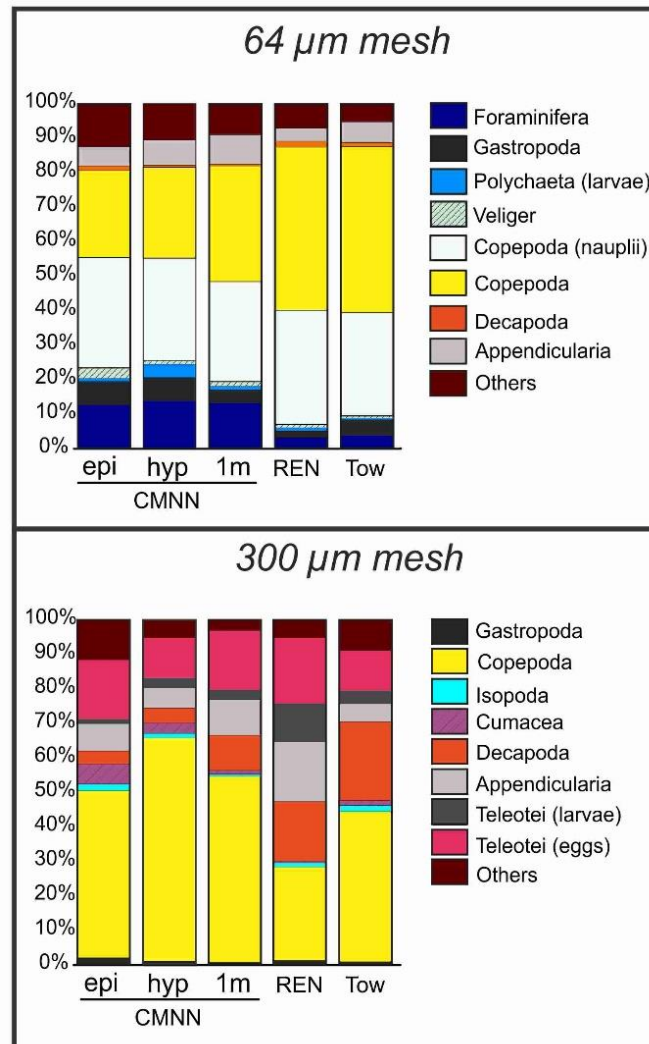 64 µm mesh
100%
90%
80%
70%
60%
50%
40%
30%
20%
10%
0%
epi hyp 1m REN Tow
CMNN
Foraminifera
Gastropoda
Polychaeta (larvae)
Veliger
Copepoda (nauplii)
Copepoda
Decapoda
Appendicularia
Others
300 µm mesh
100%
90%
80%
70%
60%
50%
40%
30%
20%
10%
0%
epi hyp 1m REN Tow
CMNN
Gastropoda
Copepoda
Isopoda
Cumacea
Decapoda
Appendicularia
Teleotei (larvae)
Teleotei (eggs)
Others